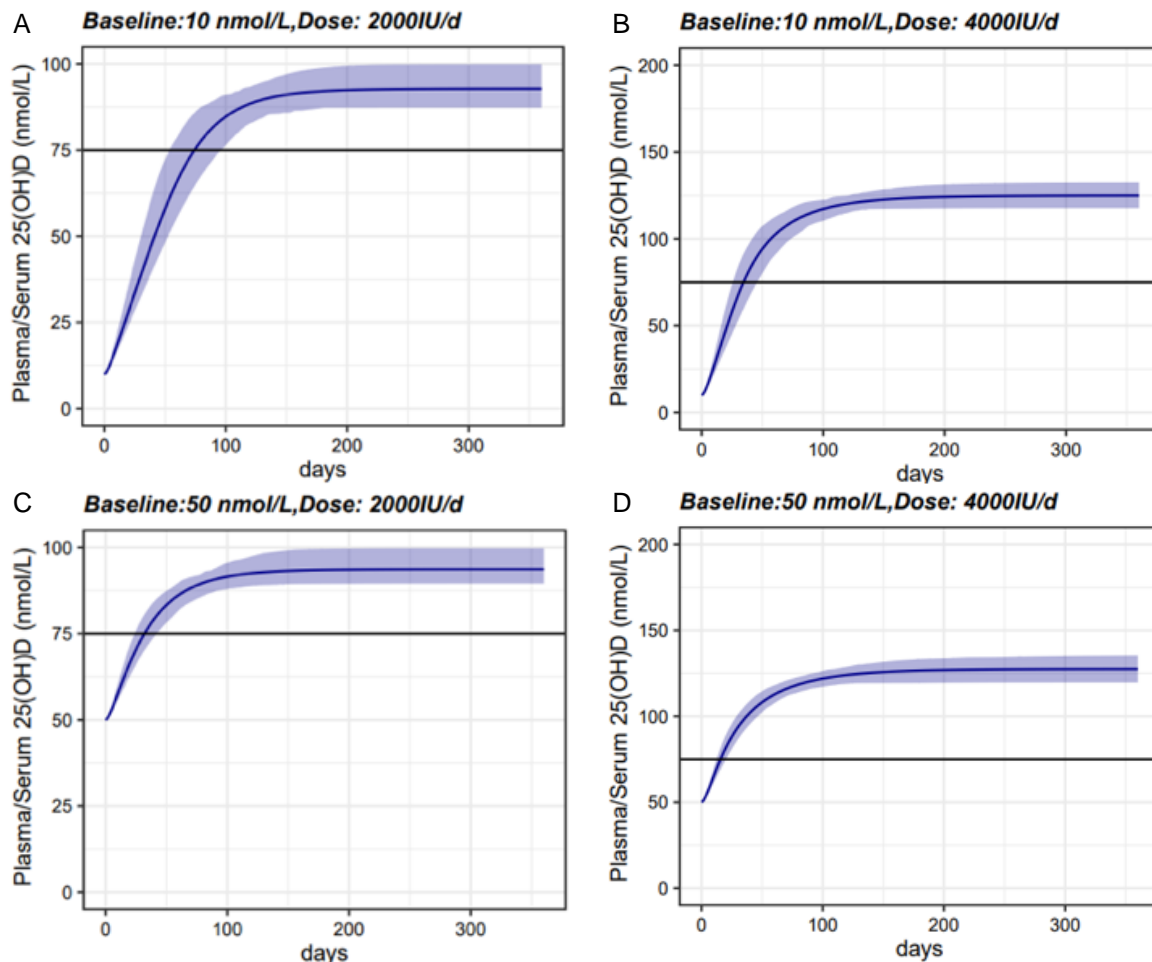 A
Baseline:10 nmol/L,Dose: 2000IU/d
Plasma/Serum 25(OH)D (nmol/L)
100
75
50
25
0
0 100 200 300
days
B
Baseline:10 nmol/L,Dose: 4000IU/d
Plasma/Serum 25(OH)D (nmol/L)
200
150
100
50
0
0 100 200 300
days
C
Baseline:50 nmol/L,Dose: 2000IU/d
Plasma/Serum 25(OH)D (nmol/L)
100
75
50
25
0
0 100 200 300
days
D
Baseline:50 nmol/L,Dose: 4000IU/d
Plasma/Serum 25(OH)D (nmol/L)
200
150
100
50
0
0 100 200 300
days